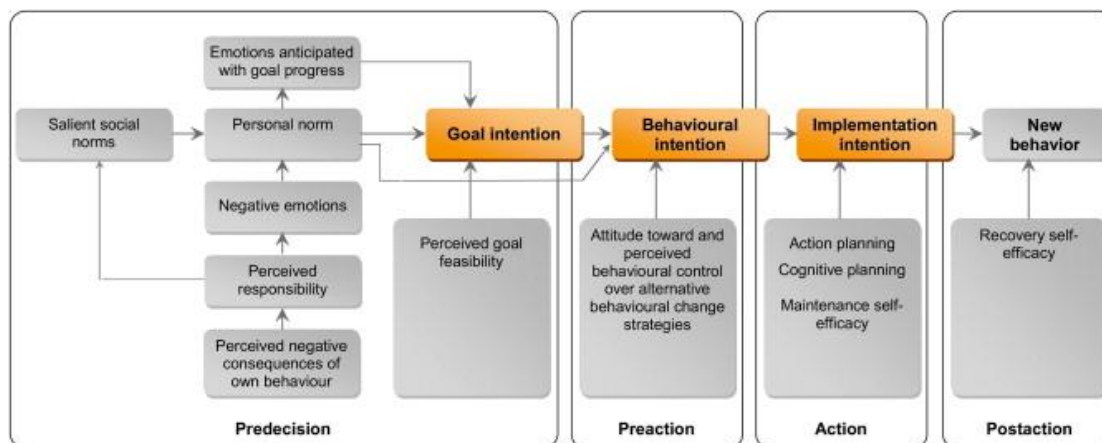 Emotions anticipated
with goal progress
Salient social
norms
Personal norm
Goal intention
Behavioural
intention
Implementation
intention
New
behavior
Negative emotions
Perceived
responsibility
Perceived negative
consequences of
own behaviour
Perceived goal
feasibility
Attitude toward and
perceived
behavioural control
over alternative
behavioural change
strategies
Action planning
Cognitive planning
Maintenance self-
efficacy
Recovery self-
efficacy
Predecision
Preaction
Action
Postaction